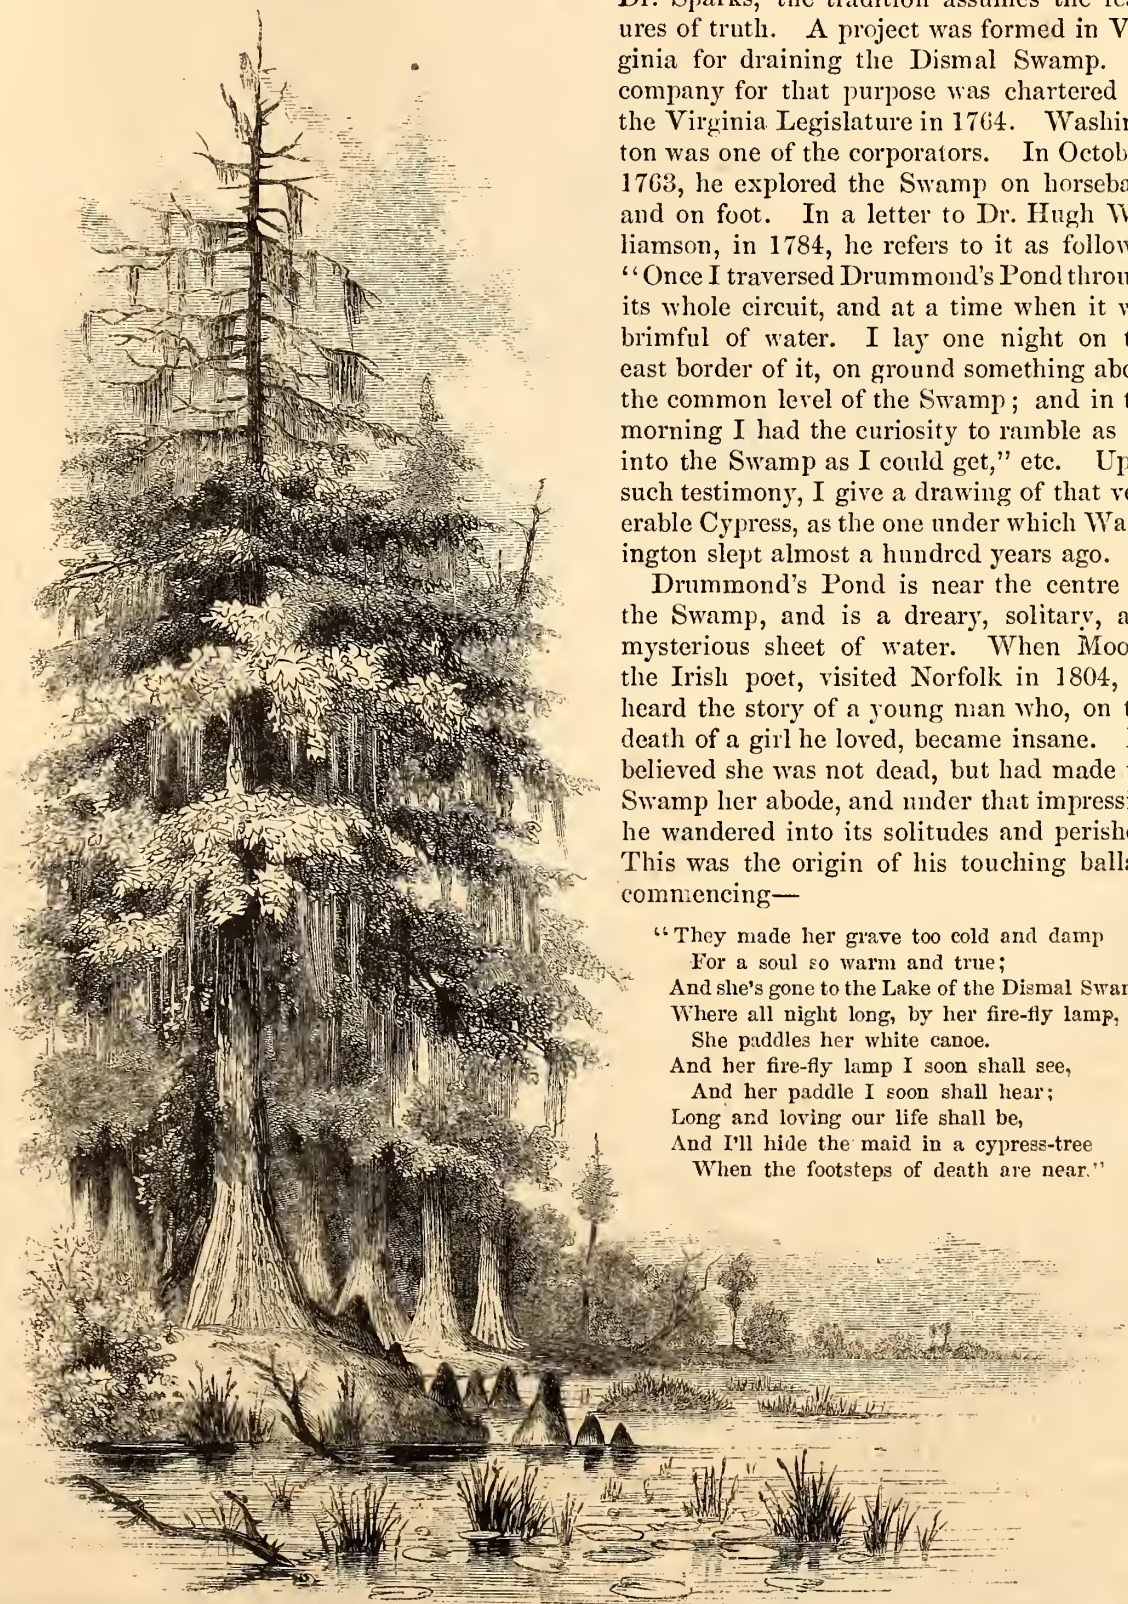 Dr. Sparks, the tradition assumes the fea
ures of truth. A project was formed in V
ginia for draining the Dismal Swamp.
company for that purpose was chartered
the Virginia Legislature in 1764. Washin
ton was one of the corporators. In Octob
1763, he explored the Swamp on horseba
and on foot. In a letter to Dr. Hugh W
liamson, in 1784, he refers to it as follow
“Once I traversed Drummond's Pond throu
its whole circuit, and at a time when it w
brimful of water. I lay one night on t
east border of it, on ground something abo
the common level of the Swamp; and in t
morning I had the curiosity to ramble as
into the Swamp as I could get,” etc. Up
such testimony, I give a drawing of that ve
erable Cypress, as the one under which Wa
ington slept almost a hundred years ago.
Drummond's Pond is near the centre
the Swamp, and is a dreary, solitary, a
mysterious sheet of water. When Moo
the Irish poet, visited Norfolk in 1804,
heard the story of a young man who, on t
death of a girl he loved, became insane.
believed she was not dead, but had made
Swamp her abode, and under that impressi
he wandered into its solitudes and perishe
This was the origin of his touching balla
commencing—
“They made her grave too cold and damp
For a soul so warm and true;
And she's gone to the Lake of the Dismal Swam
Where all night long, by her fire-fly lamp,
She paddles her white canoe.
And her fire-fly lamp I soon shall see,
And her paddle I soon shall hear;
Long and loving our life shall be,
And I'll hide the maid in a cypress-tree
When the footsteps of death are near.”